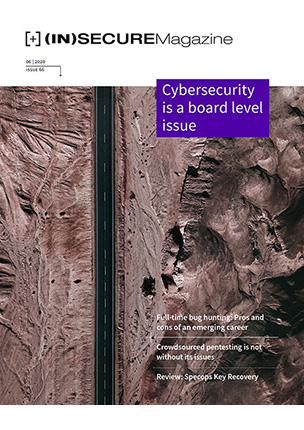 [+] (IN)SECUREMagazine
06 | 2020
ISSUE 66
Cybersecurity
is a board level
issue
Full-time bug hunting: Pros and
cons of an emerging career
Crowdsourced pentesting is not
without its issues
Review: Specops Key Recovery